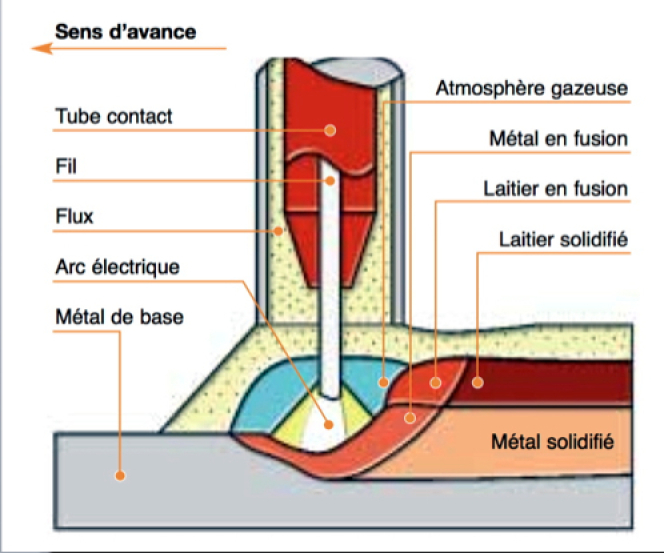 Sens d’avance
Tube contact
Fil
Flux
Arc électrique
Métal de base
Atmosphère gazeuse
Métal en fusion
Laitier en fusion
Laitier solidifié
Métal solidifié